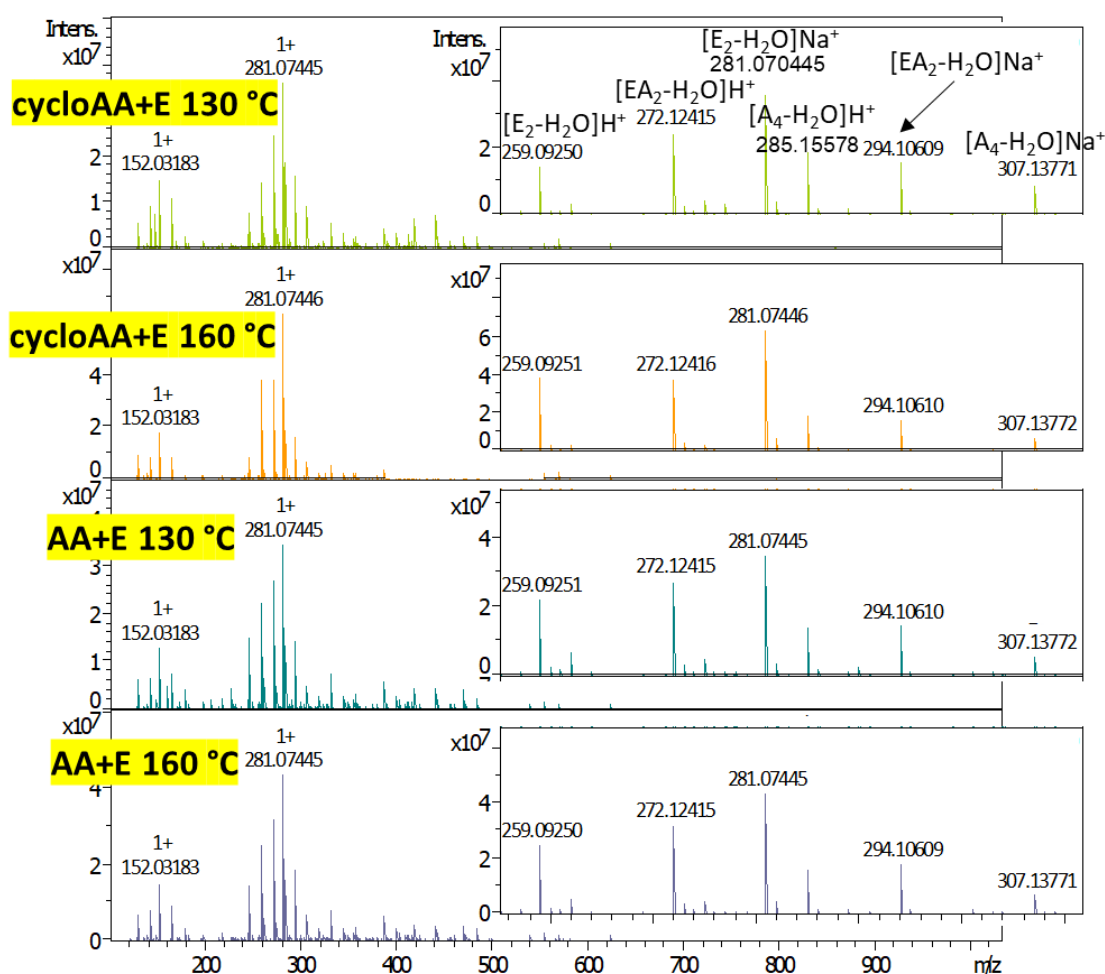 Intens.
x10⁷
1+
281.07445
cycloAA+E 130 °C
1+
152.03183
2
1
0
Intens.
x10⁷
[E₂-H₂O]Na⁺
281.070445
[EA₂-H₂O]Na⁺
[EA₂-H₂O]H⁺
272.12415
[E₂-H₂O]H⁺
259.09250
[A₄-H₂O]H⁺
285.15578
294.10609
[A₄-H₂O]Na⁺
307.13771
2
0
x10⁷
1+
281.07446
cycloAA+E 160 °C
4
1+
152.03183
2
0
x10⁷
6
4
2
0
259.09251
272.12416
281.07446
294.10610
307.13772
x10⁷
1+
281.07445
AA+E 130 °C
3
2
1+
152.03183
1
0
x10⁷
4
2
0
259.09251
272.12415
281.07445
294.10610
307.13772
x10⁷
1+
281.07445
AA+E 160 °C
4
2
1+
152.03183
0
x10⁷
4
2
0
259.09250
272.12415
281.07445
294.10609
307.13771
200 300 400 500 600 700 800 900 m/z